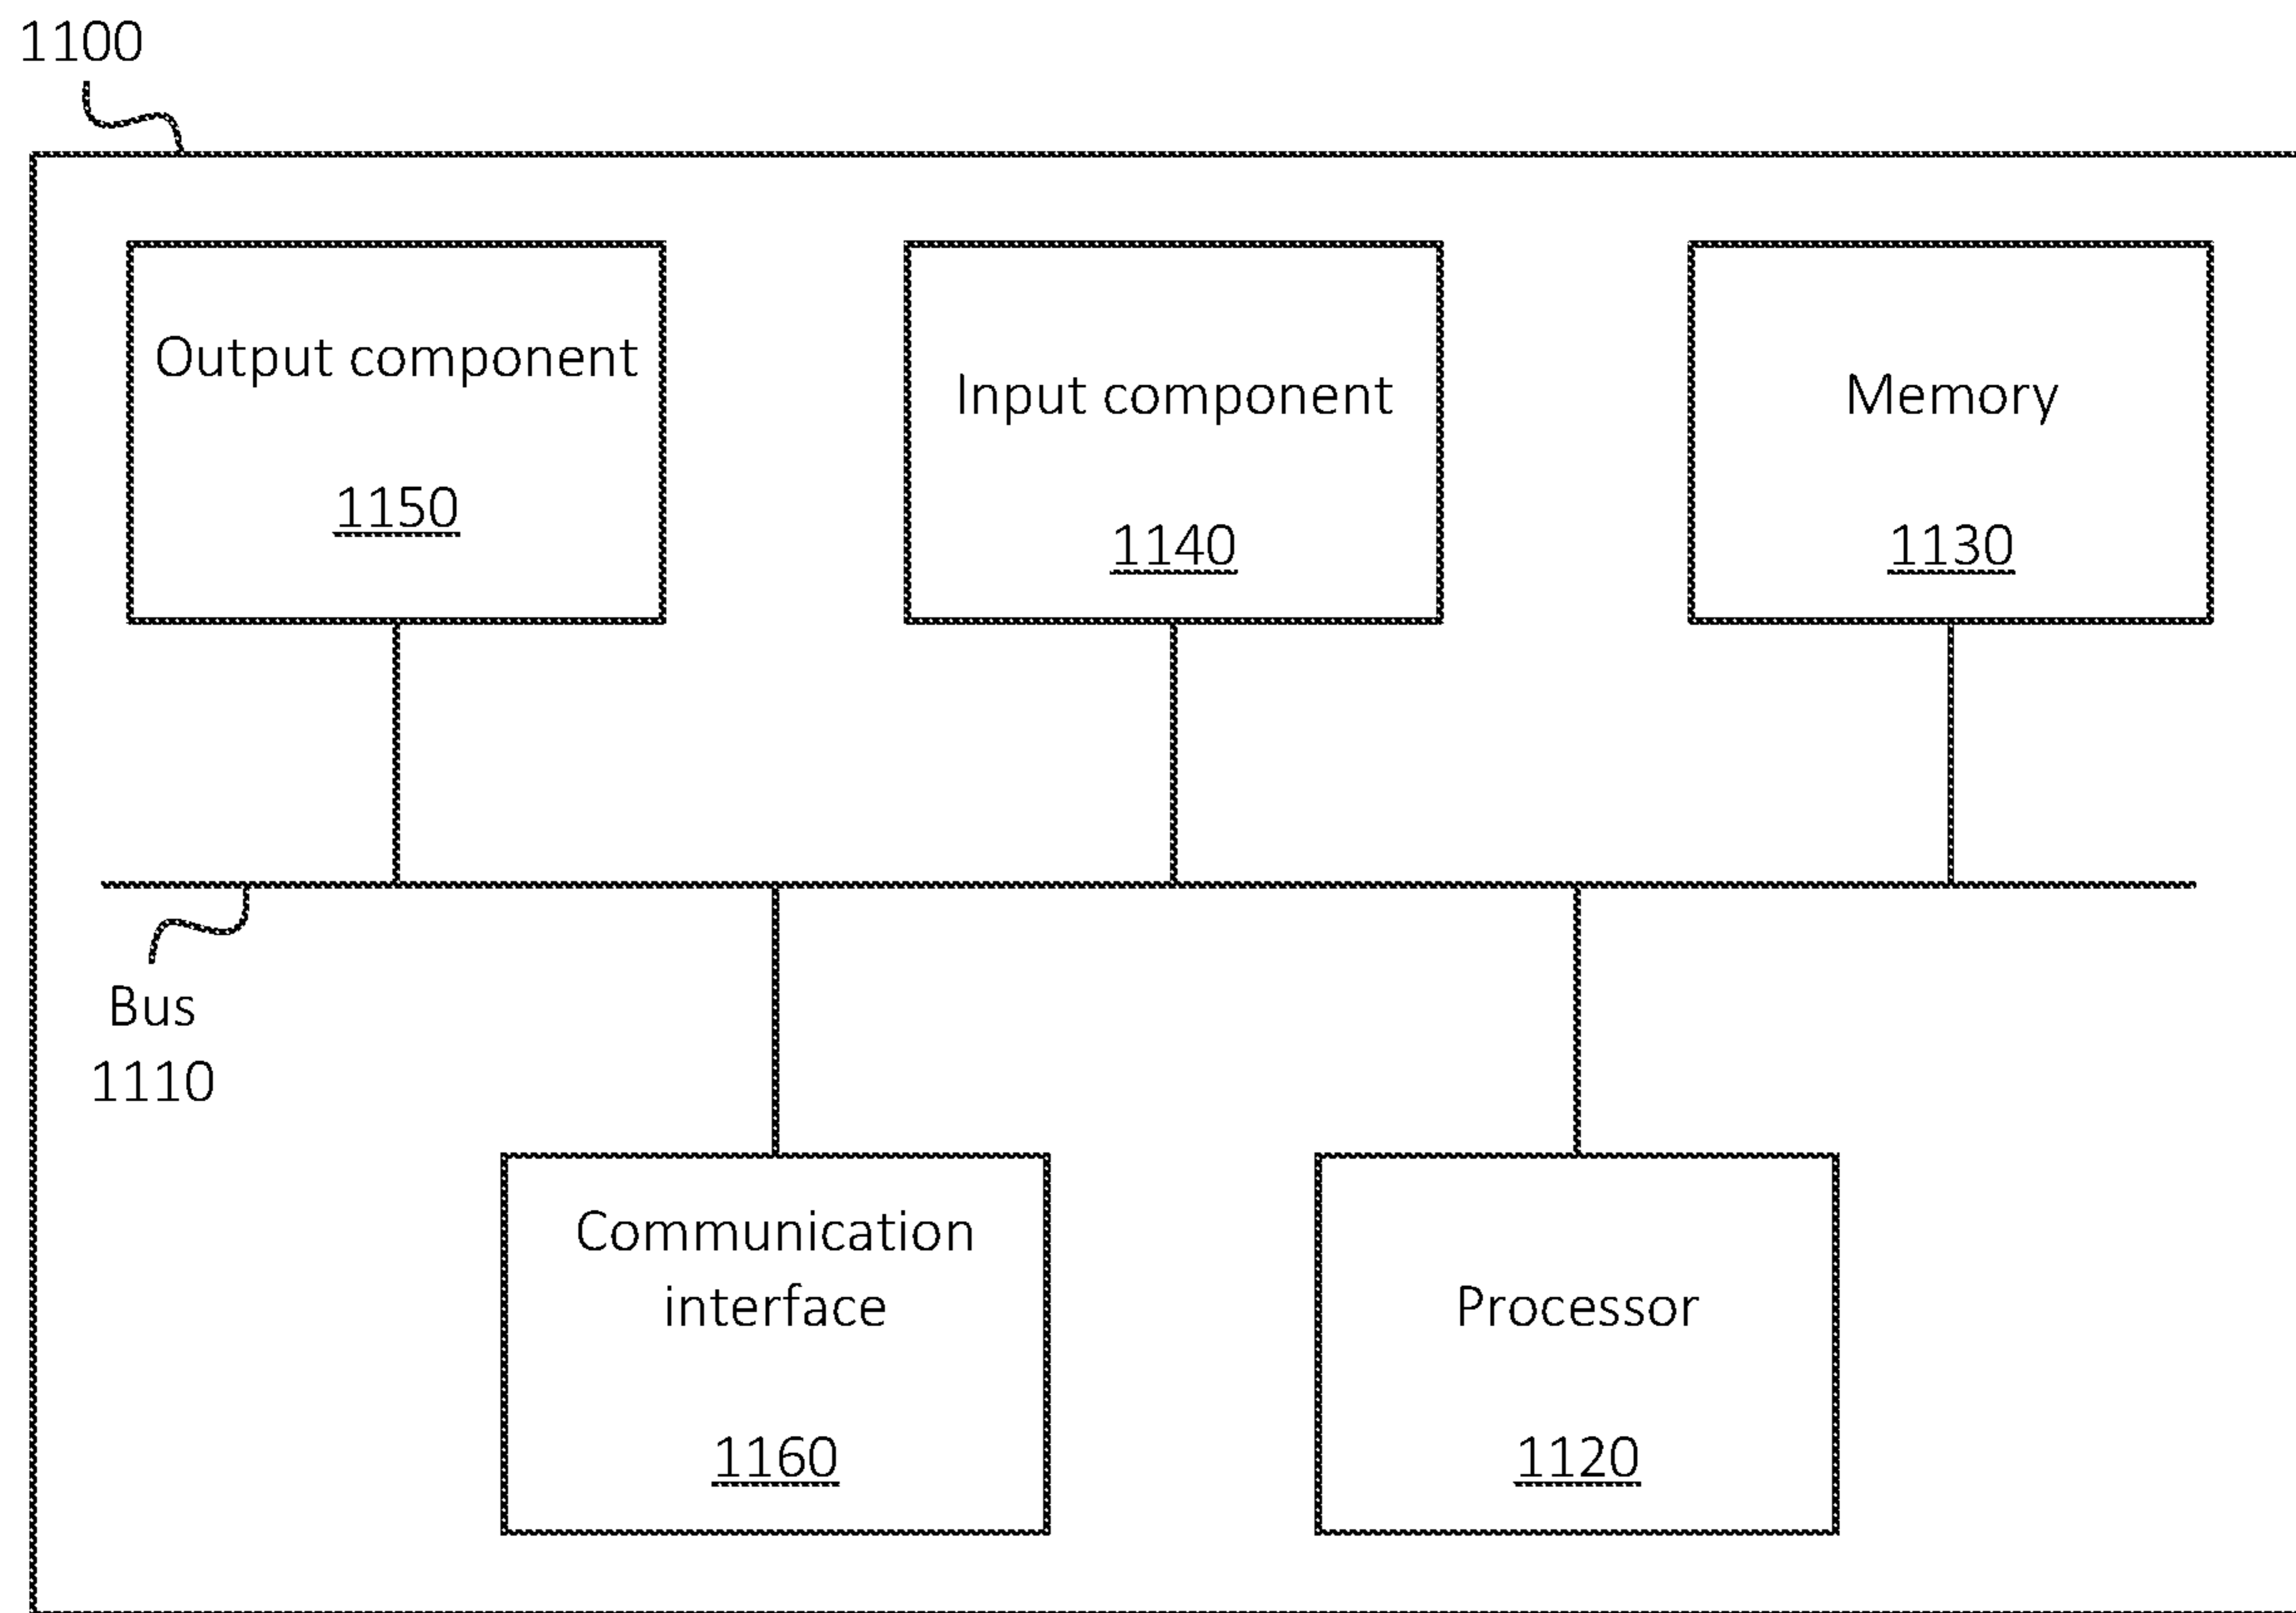 1100
Output component
1150
Input component
1140
Memory
1130
Bus
1110
Communication
interface
1160
Processor
1120